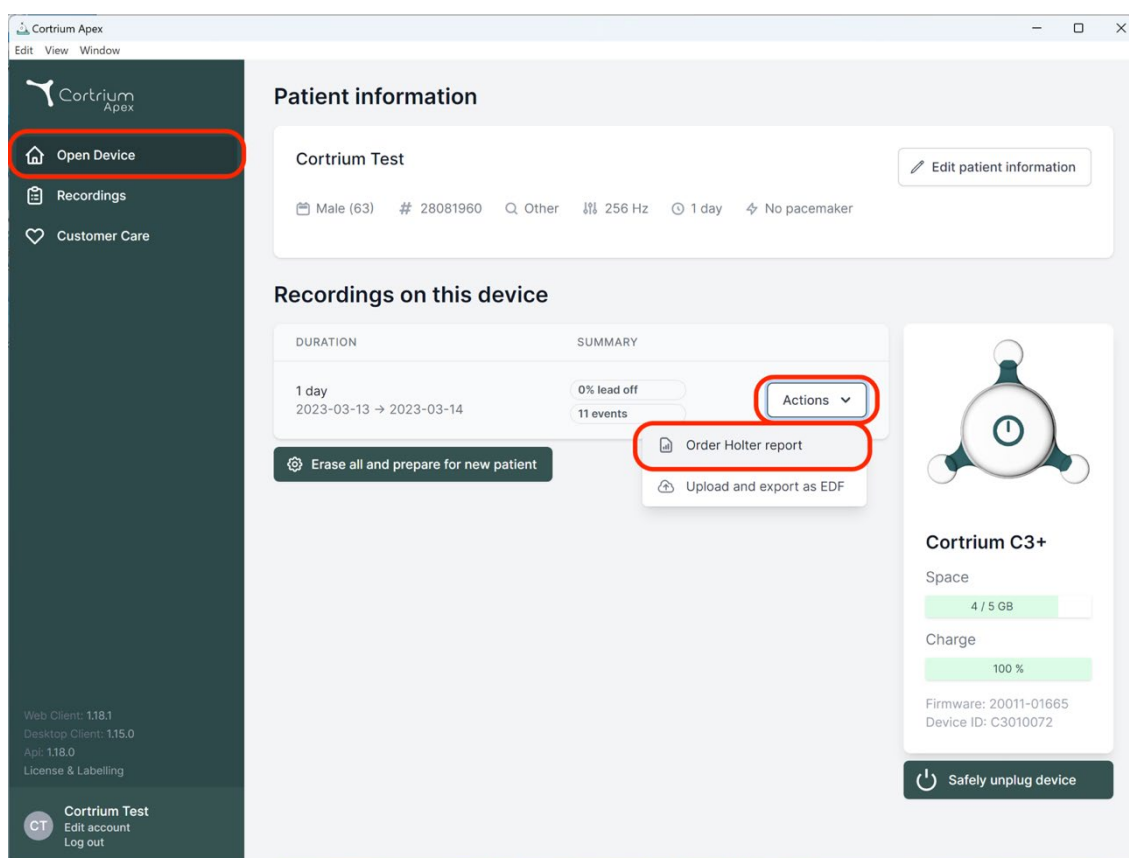 Cortrium Apex
Edit View Window
Cortrium
Apex
Open Device
Recordings
Customer Care
Web Client: 1.18.1
Desktop Client: 1.15.0
Api: 1.18.0
License & Labelling
CT
Cortrium Test
Edit account
Log out
Patient information
Cortrium Test
Edit patient information
Male (63) # 28081960 Other 256 Hz 1 day No pacemaker
Recordings on this device
DURATION SUMMARY
1 day
2023-03-13 → 2023-03-14
0% lead off
11 events
Actions
Order Holter report
Upload and export as EDF
Erase all and prepare for new patient
Cortrium C3+
Space
4 / 5 GB
Charge
100 %
Firmware: 20011-01665
Device ID: C3010072
Safely unplug device